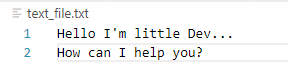 text_file.txt
1 Hello I'm little Dev...
2 How can I help you?